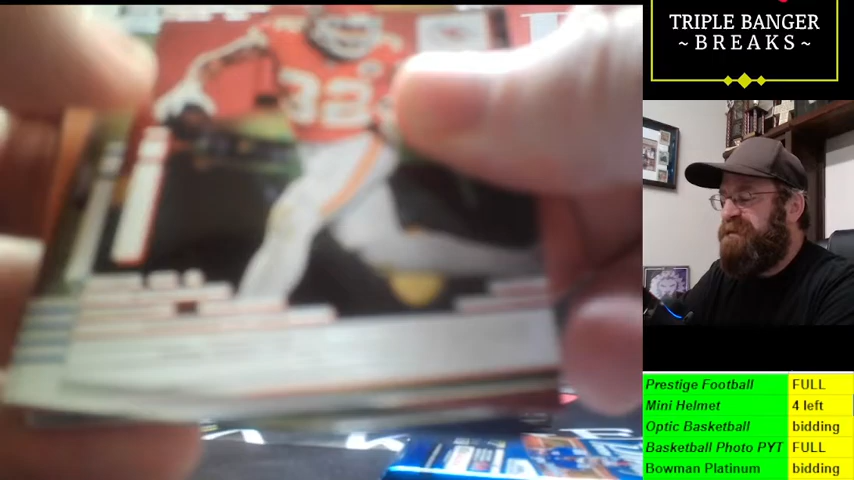 TRIPLE BANGER
~ B R E A K S ~
32
Prestige Football FULL
Mini Helmet 4 left
Optic Basketball bidding
Basketball Photo PYT FULL
Bowman Platinum bidding